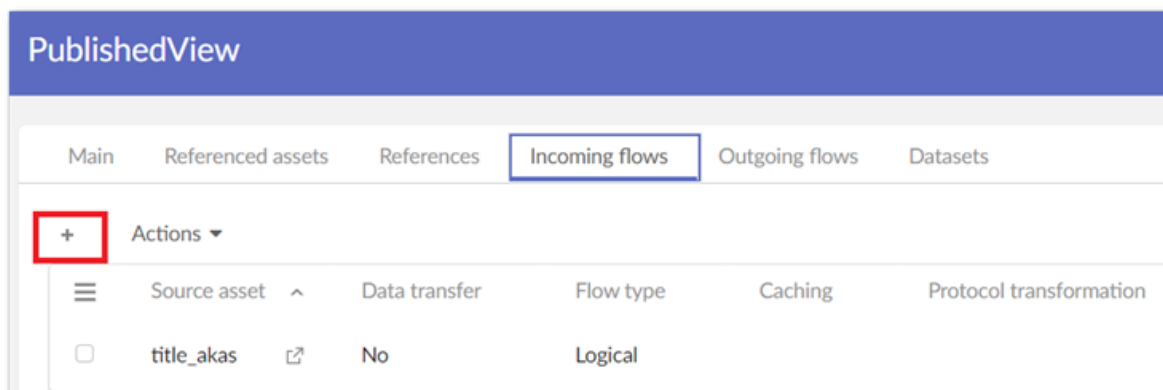 PublishedView
Main Referenced assets References Incoming flows Outgoing flows Datasets
+ Actions
Source asset Data transfer Flow type Caching Protocol transformation
title_akas No Logical